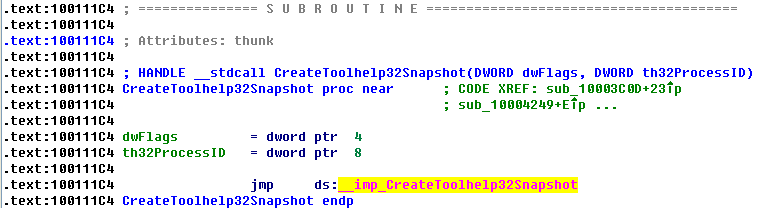 .text:100111C4 ; =============== S U B R O U T I N E =======================================
.text:100111C4
.text:100111C4 ; Attributes: thunk
.text:100111C4
.text:100111C4 ; HANDLE __stdcall CreateToolhelp32Snapshot(DWORD dwFlags, DWORD th32ProcessID)
.text:100111C4 CreateToolhelp32Snapshot proc near ; CODE XREF: sub_10003C0D+23↑p
.text:100111C4 ; sub_10004249+E↑p ...
.text:100111C4
.text:100111C4 dwFlags = dword ptr 4
.text:100111C4 th32ProcessID = dword ptr 8
.text:100111C4
.text:100111C4 jmp ds:__imp_CreateToolhelp32Snapshot
.text:100111C4 CreateToolhelp32Snapshot endp